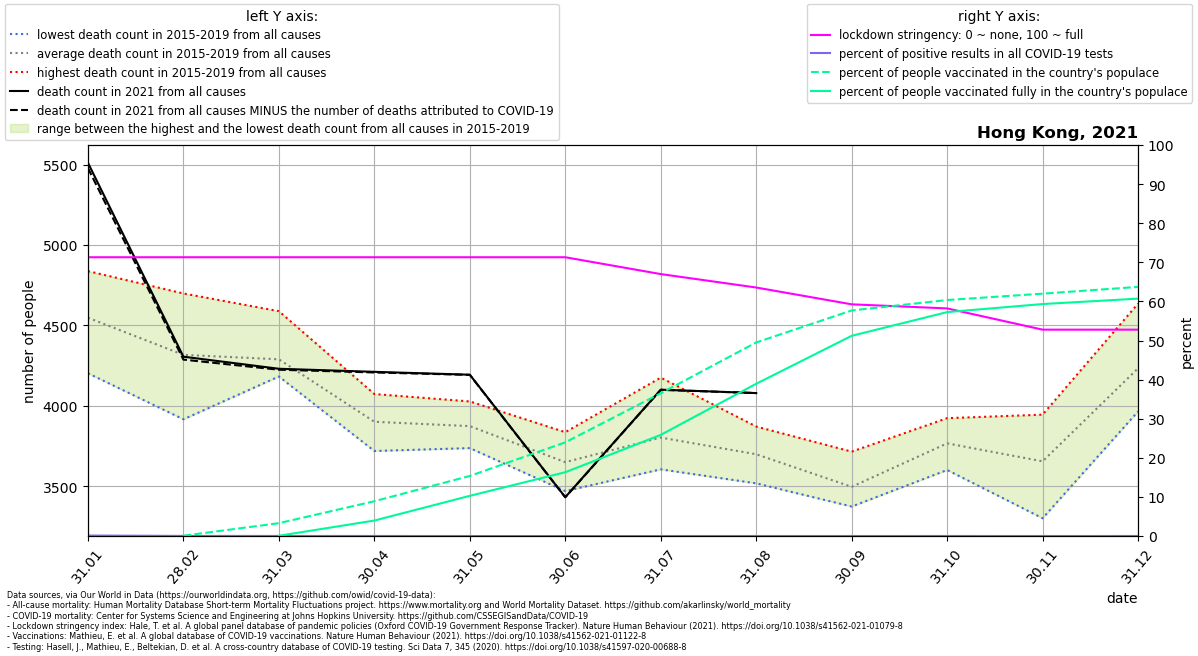 left Y axis:
lowest death count in 2015-2019 from all causes
average death count in 2015-2019 from all causes
highest death count in 2015-2019 from all causes
death count in 2021 from all causes
death count in 2021 from all causes MINUS the number of deaths attributed to COVID-19
range between the highest and the lowest death count from all causes in 2015-2019
right Y axis:
lockdown stringency: 0 ~ none, 100 ~ full
percent of positive results in all COVID-19 tests
percent of people vaccinated in the country's populace
percent of people vaccinated fully in the country's populace
Hong Kong, 2021
number of people
5500
5000
4500
4000
3500
100
90
80
70
60
50
40
30
20
10
0
percent
31.01
28.02
31.03
30.04
31.05
30.06
31.07
31.08
30.09
31.10
30.11
31.12
date
Data sources, via Our World in Data (https://ourworldindata.org, https://github.com/owid/covid-19-data):
- All-cause mortality: Human Mortality Database Short-term Mortality Fluctuations project. https://www.mortality.org and World Mortality Dataset. https://github.com/akarlinsky/world_mortality
- COVID-19 mortality: Center for Systems Science and Engineering at Johns Hopkins University. https://github.com/CSSEGISandData/COVID-19
- Lockdown stringency index: Hale, T. et al. A global panel database of pandemic policies (Oxford COVID-19 Government Response Tracker). Nature Human Behaviour (2021). https://doi.org/10.1038/s41562-021-01079-8
- Vaccinations: Mathieu, E. et al. A global database of COVID-19 vaccinations. Nature Human Behaviour (2021). https://doi.org/10.1038/s41562-021-01122-8
- Testing: Hasell, J., Mathieu, E., Beltekian, D. et al. A cross-country database of COVID-19 testing. Sci Data 7, 345 (2020). https://doi.org/10.1038/s41597-020-00688-8